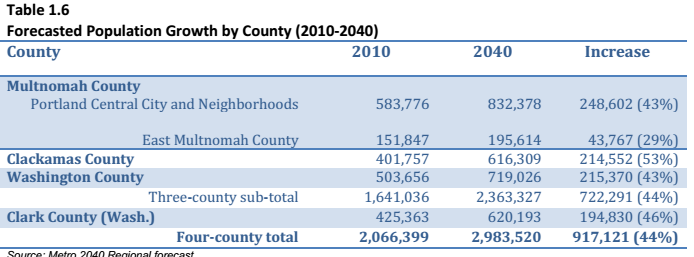 Table 1.6
Forecasted Population Growth by County (2010-2040)
County 2010 2040 Increase
Multnomah County
Portland Central City and Neighborhoods 583,776 832,378 248,602 (43%)
East Multnomah County 151,847 195,614 43,767 (29%)
Clackamas County 401,757 616,309 214,552 (53%)
Washington County 503,656 719,026 215,370 (43%)
Three-county sub-total 1,641,036 2,363,327 722,291 (44%)
Clark County (Wash.) 425,363 620,193 194,830 (46%)
Four-county total 2,066,399 2,983,520 917,121 (44%)
Source: Metro 2040 Regional forecast